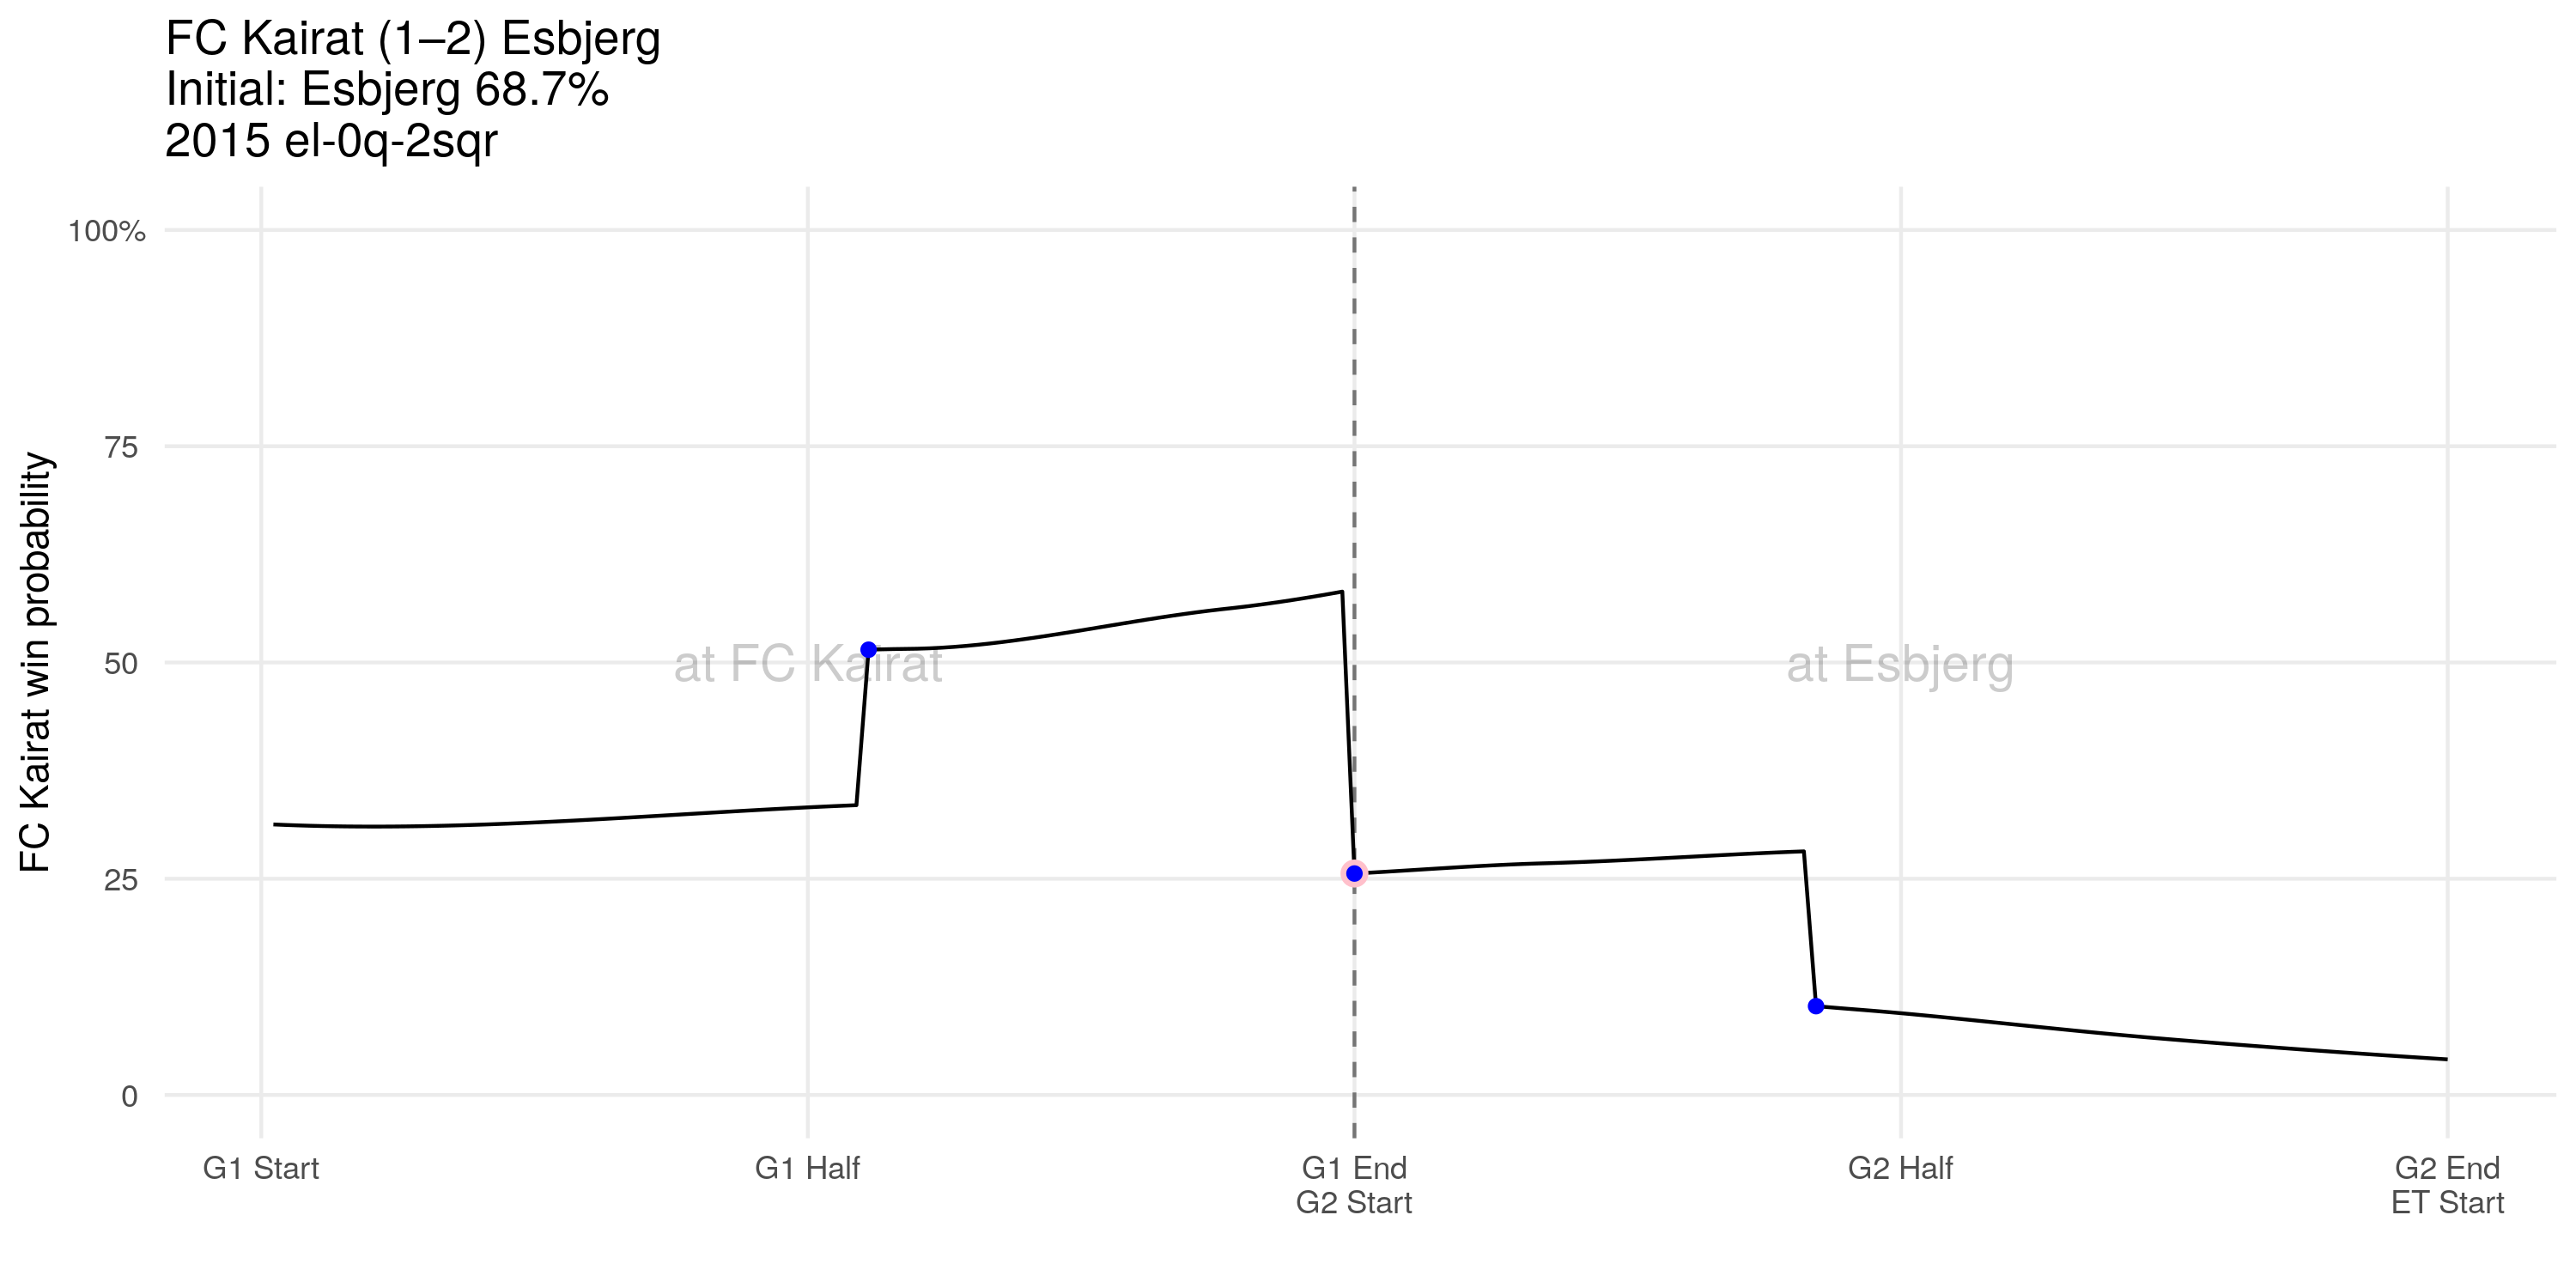 FC Kairat (1–2) Esbjerg
Initial: Esbjerg 68.7%
2015 el-0q-2sqr
FC Kairat win probability
100%
75
50
25
0
at FC Kairat
at Esbjerg
G1 Start
G1 Half
G1 End
G2 Start
G2 Half
G2 End
ET Start